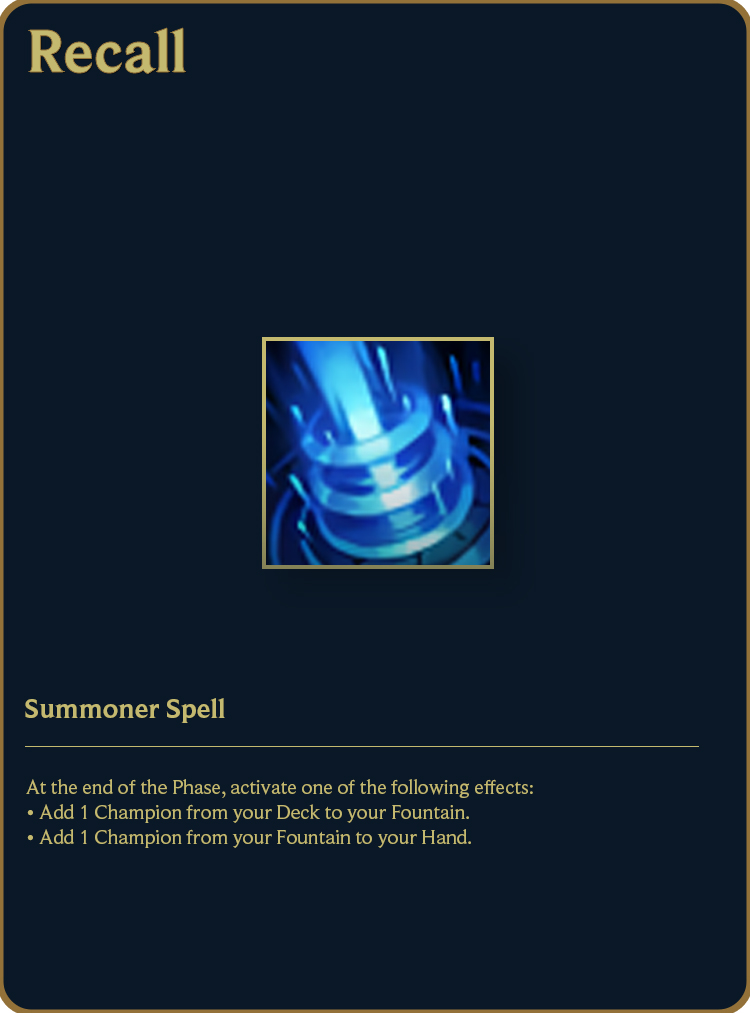 Recall
Summoner Spell
At the end of the Phase, activate one of the following effects:
• Add 1 Champion from your Deck to your Fountain.
• Add 1 Champion from your Fountain to your Hand.